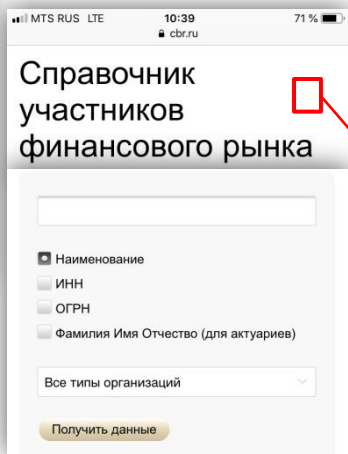 MTS RUS LTE 10:39 71 %
cbr.ru
Справочник
участников
финансового рынка
Наименование
ИНН
ОГРН
Фамилия Имя Отчество (для актуариев)
Все типы организаций
Получить данные